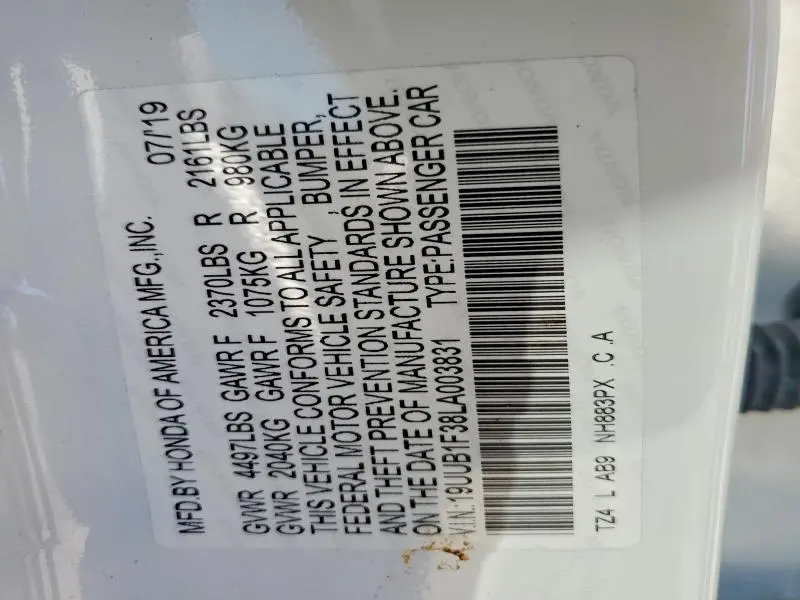 MFD.BY HONDA OF AMERICA MFG.,INC. 07/'19
GVWR 4497LBS GAWR F 2370LBS R 2161LBS
GVWR 2040KG GAWR F 1075KG R 980KG
THIS VEHICLE CONFORMS TO ALL APPLICABLE
FEDERAL MOTOR VEHICLE SAFETY , BUMPER,
AND THEFT PREVENTION STANDARDS IN EFFECT
ON THE DATE OF MANUFACTURE SHOWN ABOVE.
V.I.N.:19UUB1F38LA003831 TYPE:PASSENGER CAR
TZ4 L AB9 NH883PX .C .A